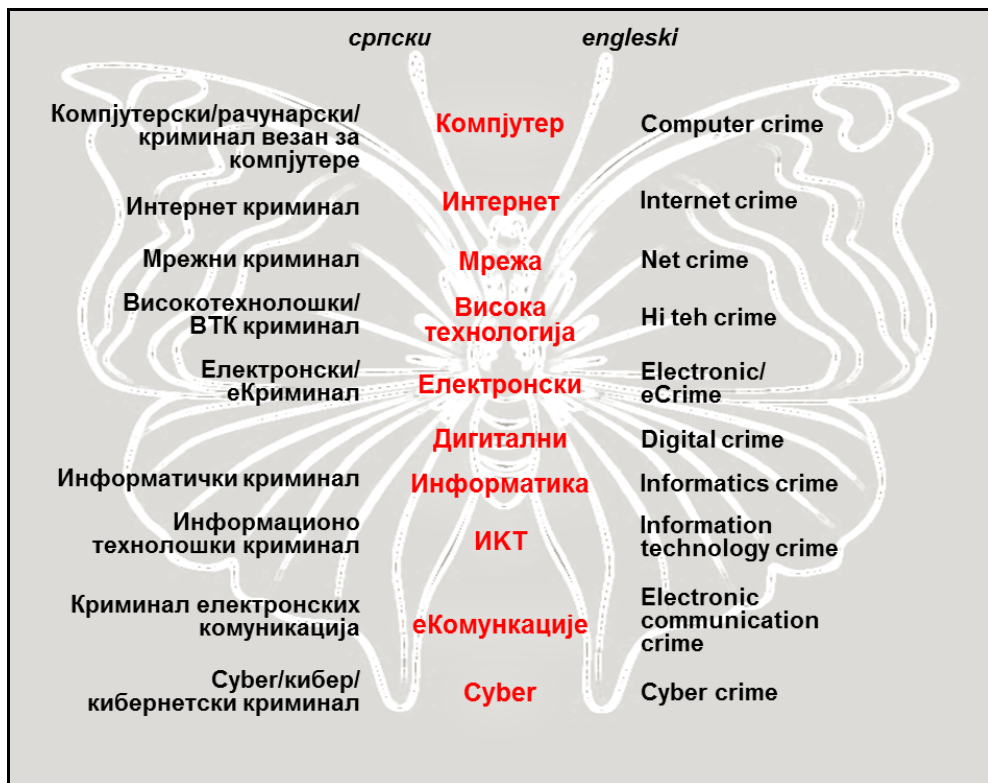 српски engleski
Компјутерски/рачунарски/
криминал везан за
компјутере
Компјутер
Computer crime
Интернет криминал
Интернет
Internet crime
Мрежни криминал
Мрежа
Net crime
Високотехнолошки/
ВТК криминал
Висока
технологија
Hi teh crime
Електронски/
еКриминал
Електронски
Electronic/
eCrime
Дигитални
Digital crime
Информатички криминал
Информатика
Informatics crime
Информационо
технолошки криминал
ИКТ
Information
technology crime
Криминал електронских
комуникација
еКомункације
Electronic
communication
crime
Cyber/кибер/
кибернетски криминал
Cyber
Cyber crime